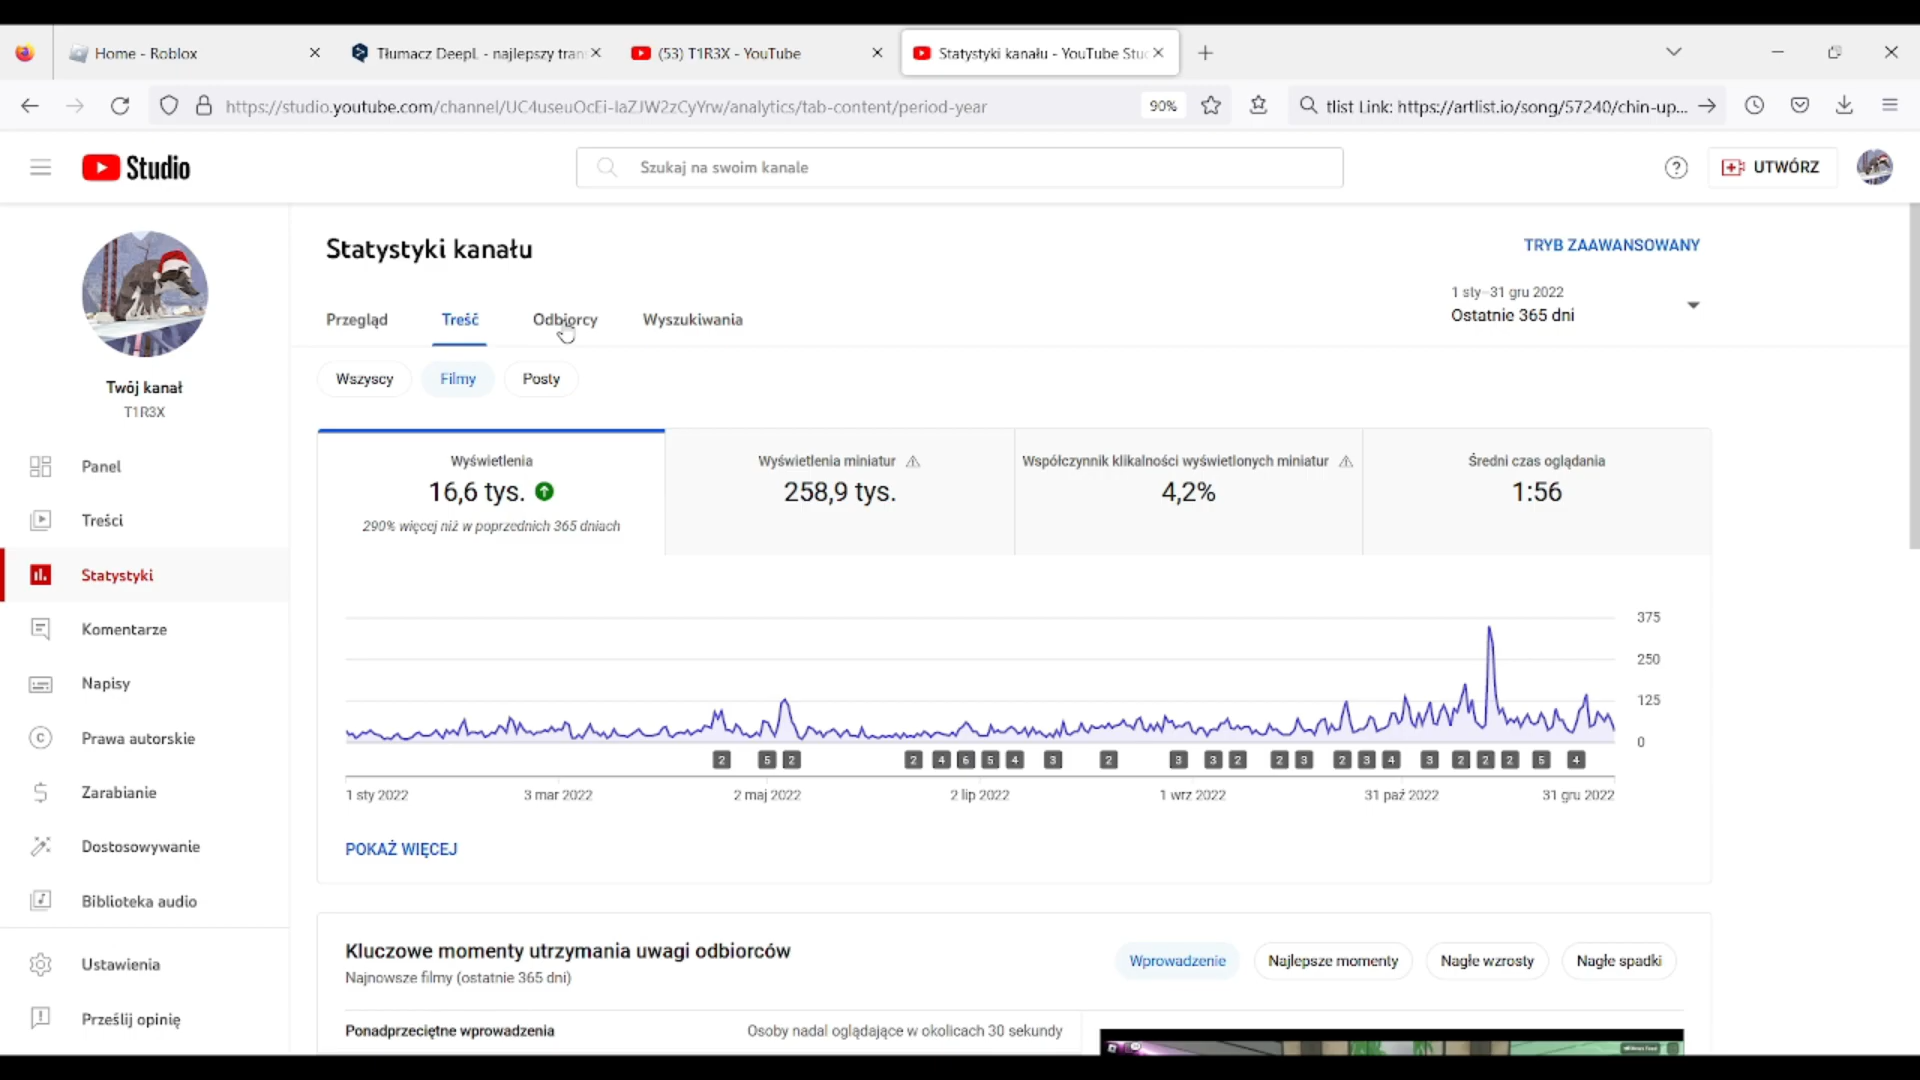 Home - Roblox
Tłumacz DeepL - najlepszy tran
(53) T1R3X - YouTube
Statystyki kanału - YouTube Stuc
https://studio.youtube.com/channel/UC4useuOcEi-IaZJW2zCyYrw/analytics/tab-content/period-year
90%
tlist Link: https://artlist.io/song/57240/chin-up...
Studio
Szukaj na swoim kanale
UTWÓRZ
Twój kanał
T1R3X
Panel
Treści
Statystyki
Komentarze
Napisy
Prawa autorskie
Zarabianie
Dostosowywanie
Biblioteka audio
Ustawienia
Prześlij opinię
Statystyki kanału
TRYB ZAAWANSOWANY
Przegląd Treść Odbiorcy Wyszukiwania
1 sty–31 gru 2022
Ostatnie 365 dni
Wszyscy Filmy Posty
Wyświetlenia
16,6 tys.
290% więcej niż w poprzednich 365 dniach
Wyświetlenia miniatur
258,9 tys.
Współczynnik klikalności wyświetlonych miniatur
4,2%
Średni czas oglądania
1:56
375
250
125
0
2 5 2 2 4 6 5 4 3 2 3 3 2 2 3 2 3 4 3 2 2 2 5 4
1 sty 2022 3 mar 2022 2 maj 2022 2 lip 2022 1 wrz 2022 31 paź 2022 31 gru 2022
POKAŻ WIĘCEJ
Kluczowe momenty utrzymania uwagi odbiorców
Najnowsze filmy (ostatnie 365 dni)
Wprowadzenie Najlepsze momenty Nagłe wzrosty Nagłe spadki
Ponadprzeciętne wprowadzenia
Osoby nadal oglądające w okolicach 30 sekundy